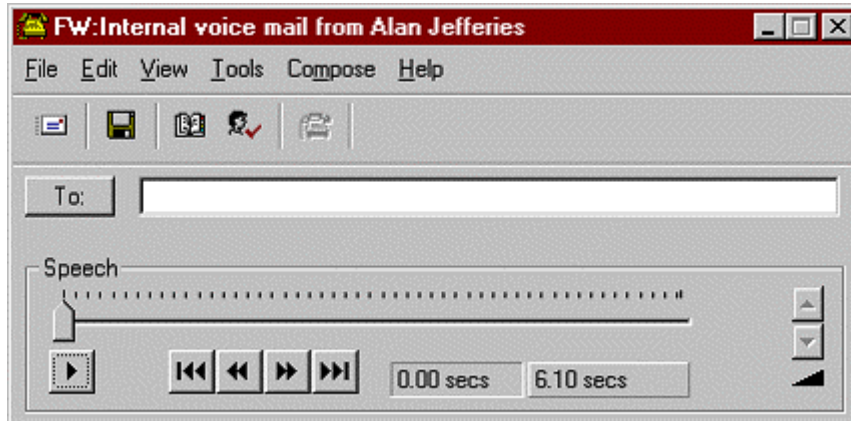 FW:Internal voice mail from Alan Jefferies
File Edit View Tools Compose Help
To:
Speech
0.00 secs 6.10 secs